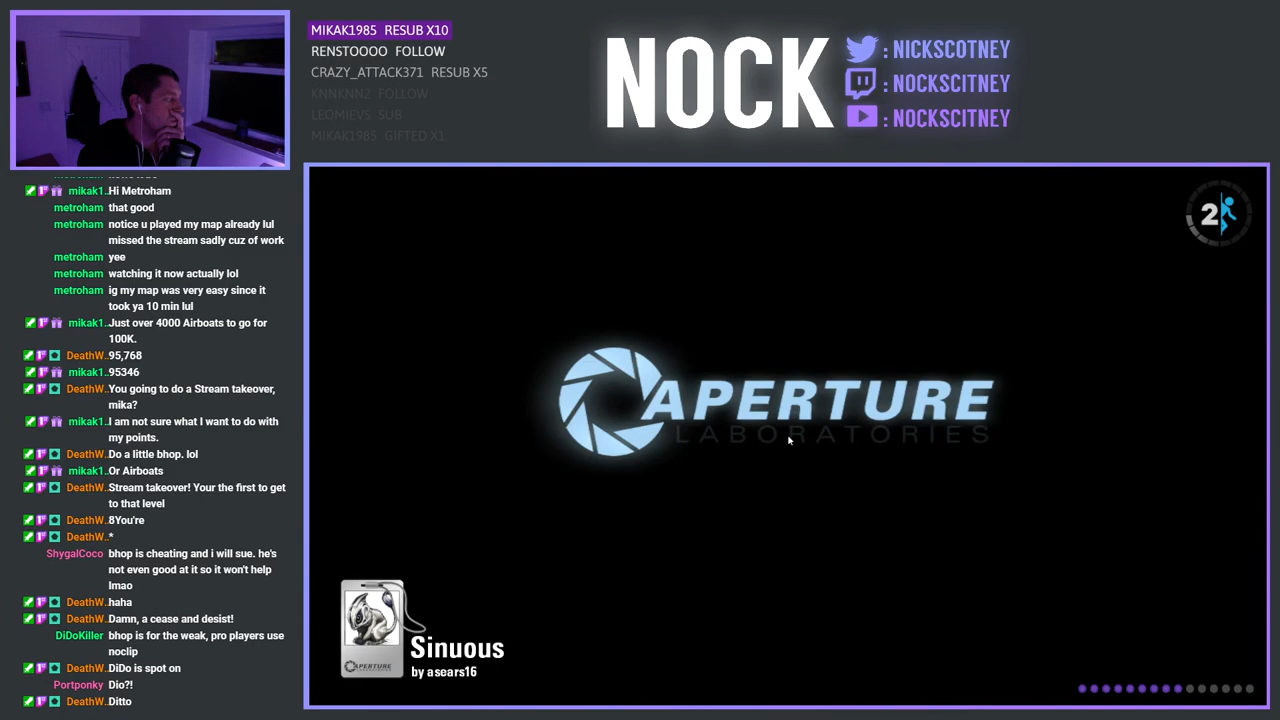 MIKAK1985 RESUB X10
RENSTOOOO FOLLOW
CRAZY_ATTACK371 RESUB X5
KNNKNN2 FOLLOW
LEOMIEVS SUB
MIKAK1985 GIFTED X1
NOCK
: NICKSCOTNEY
: NOCKSCITNEY
: NOCKSCITNEY
mikak1..Hi Metroham
metroham that good
metroham notice u played my map already lul
missed the stream sadly cuz of work
metroham yee
metroham watching it now actually lol
metroham ig my map was very easy since it
took ya 10 min lul
mikak1..Just over 4000 Airboats to go for
100K.
DeathW..95,768
mikak1..95346
DeathW..You going to do a Stream takeover,
mika?
mikak1..I am not sure what I want to do with
my points.
DeathW..Do a little bhop. lol
mikak1..Or Airboats
DeathW..Stream takeover! Your the first to get
to that level
DeathW..8You're
DeathW..*
ShygalCoco bhop is cheating and i will sue. he's
not even good at it so it won't help
lmao
DeathW..haha
DeathW..Damn, a cease and desist!
DiDoKiller bhop is for the weak, pro players use
noclip
DeathW..DiDo is spot on
Portponky Dio?!
DeathW..Ditto
2
APERTURE
LABORATORIES
APERTURE
Sinuous
by asears16